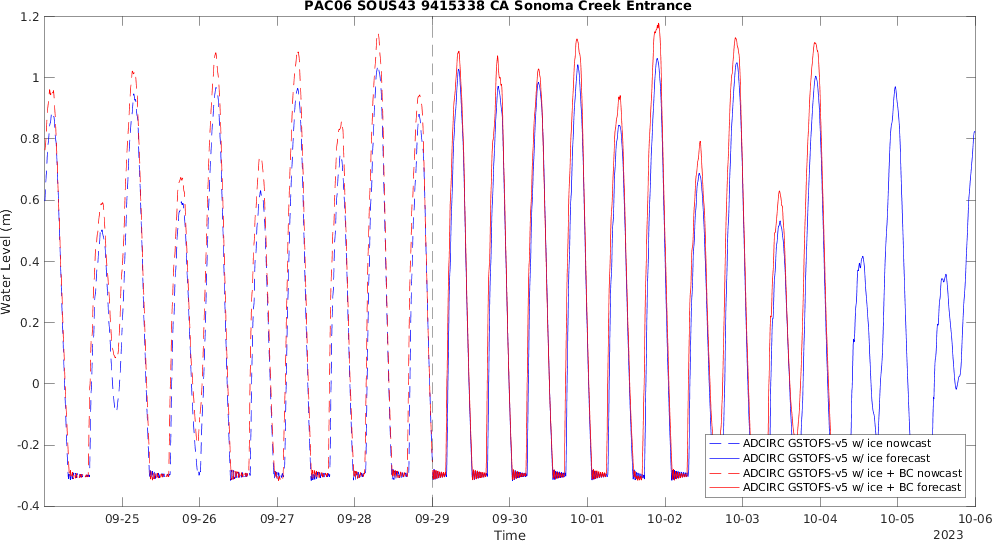 PAC06 SOUS43 9415338 CA Sonoma Creek Entrance
Water Level (m)
1.2
1
0.8
0.6
0.4
0.2
0
-0.2
-0.4
ADCIRC GSTOFS-v5 w/ ice nowcast
ADCIRC GSTOFS-v5 w/ ice forecast
ADCIRC GSTOFS-v5 w/ ice + BC nowcast
ADCIRC GSTOFS-v5 w/ ice + BC forecast
09-25 09-26 09-27 09-28 09-29 09-30 10-01 10-02 10-03 10-04 10-05 10-06
Time
2023